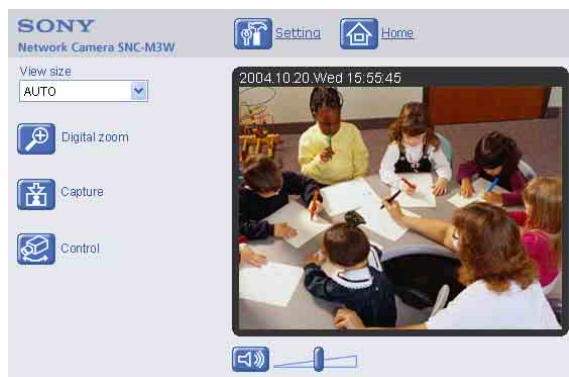 SONY
Network Camera SNC-M3W
Setting
Home
View size
AUTO
Digital zoom
Capture
Control
2004.10.20.Wed 15:55:45